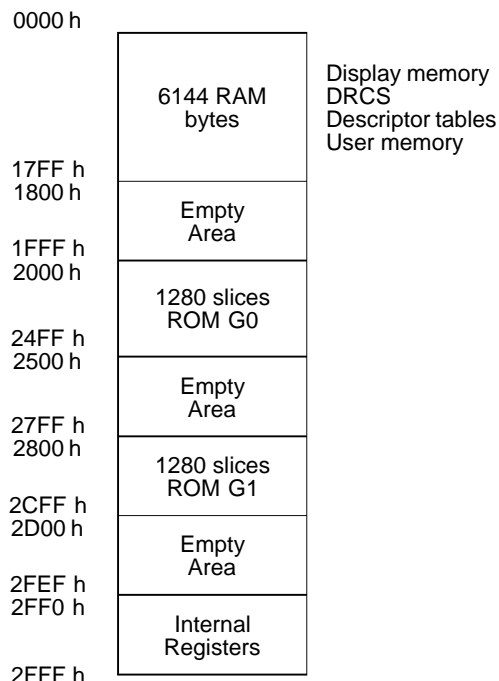 0000 h
6144 RAM
bytes
Display memory
DRCS
Descriptor tables
User memory
17FF h
1800 h
Empty
Area
1FFF h
2000 h
1280 slices
ROM G0
24FF h
2500 h
Empty
Area
27FF h
2800 h
1280 slices
ROM G1
2CFF h
2D00 h
Empty
Area
2FEF h
2FF0 h
Internal
Registers
2FFF h